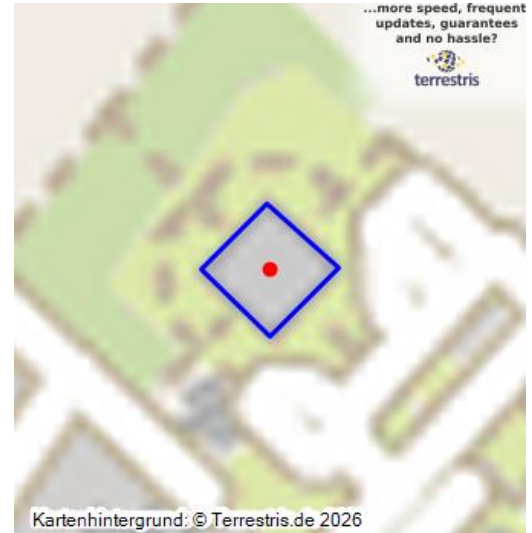 ...more speed, frequent
updates, guarantees
and no hassle?
terrestris
Kartenhintergrund: © Terrestris.de 2026